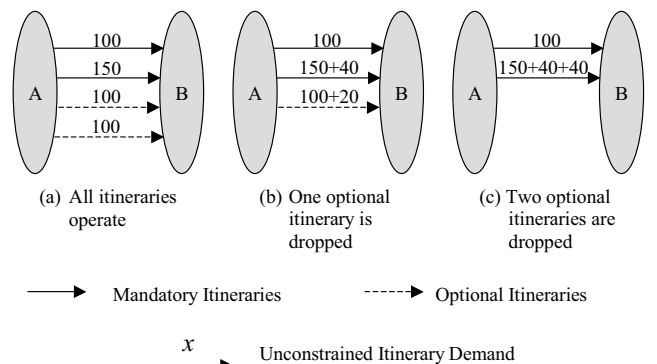 100 100 100
150 150+40 150+40+40
A B A B A B
100 100+20
100
(a) All itineraries operate
(b) One optional itinerary is dropped
(c) Two optional itineraries are dropped
Mandatory Itineraries
Optional Itineraries
x
Unconstrained Itinerary Demand